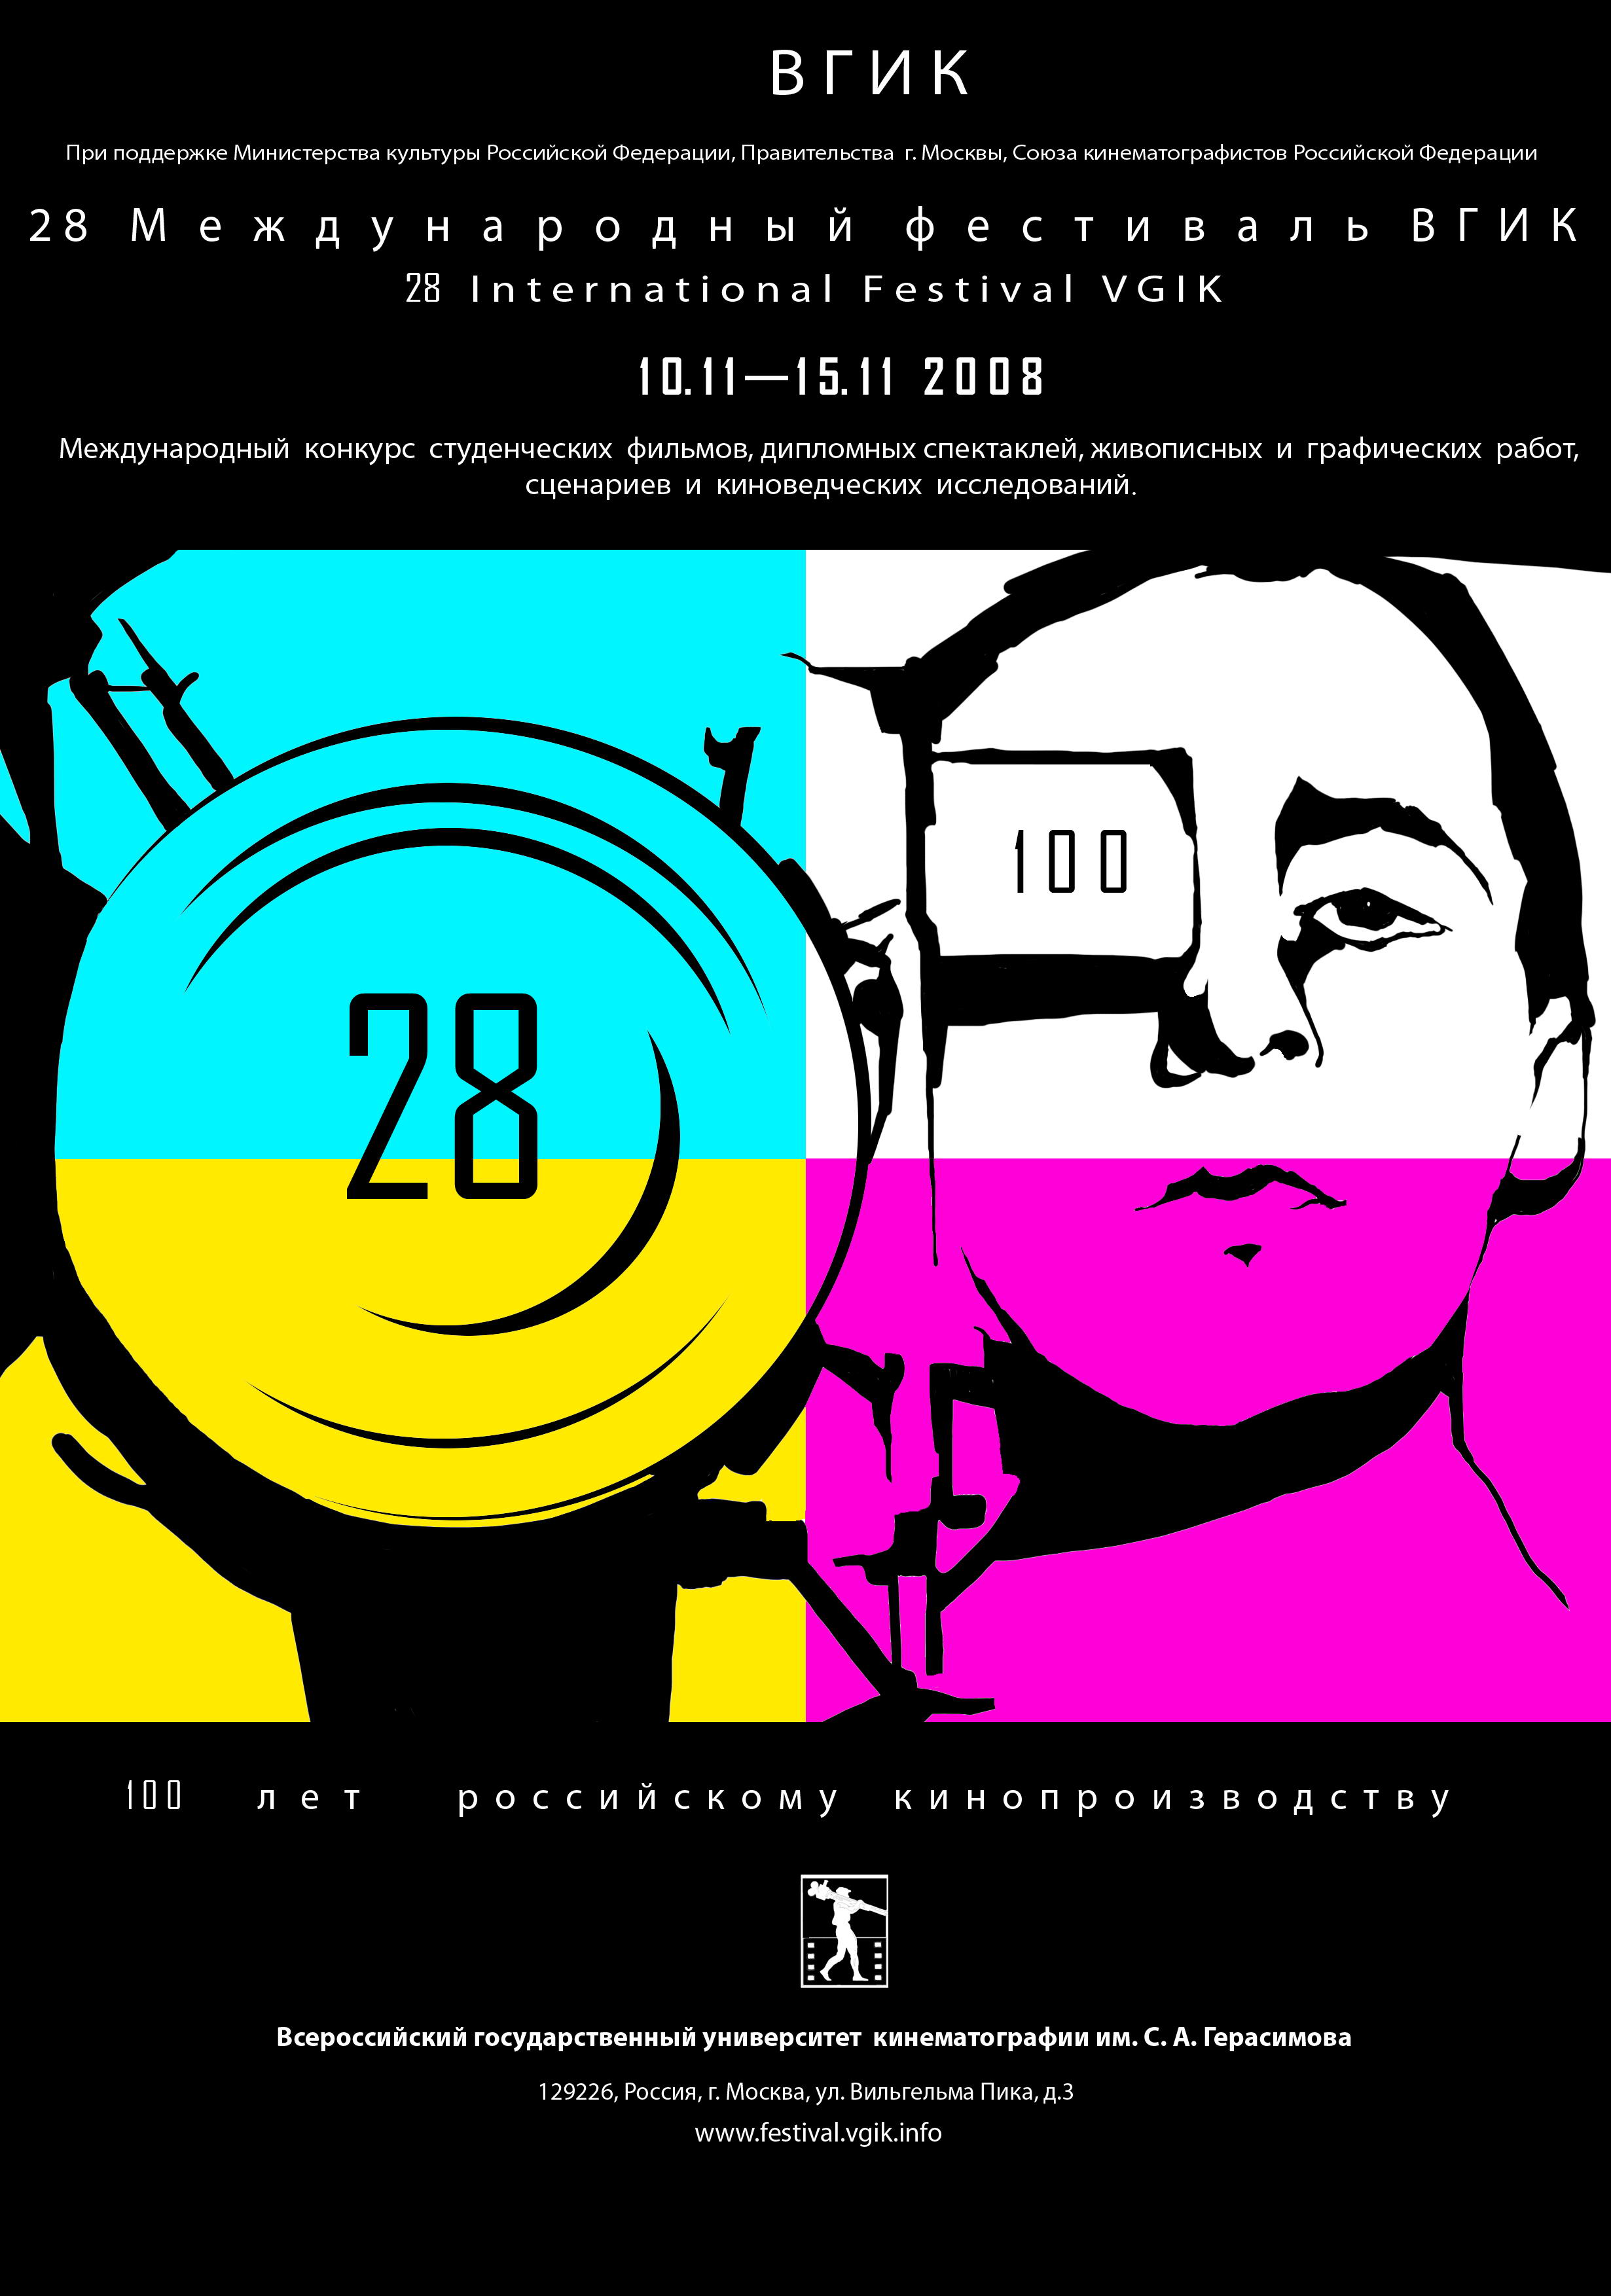 ВГИК
При поддержке Министерства культуры Российской Федерации, Правительства г. Москвы, Союза кинематографистов Российской Федерации
28 Международный фестиваль ВГИК
28 International Festival VGIK
10.11—15.11 2008
Международный конкурс студенческих фильмов, дипломных спектаклей, живописных и графических работ,
сценариев и киноведческих исследований.
100
28
100 лет российскому кинопроизводству
Всероссийский государственный университет кинематографии им. С. А. Герасимова
129226, Россия, г. Москва, ул. Вильгельма Пика, д.3
www.festival.vgik.info